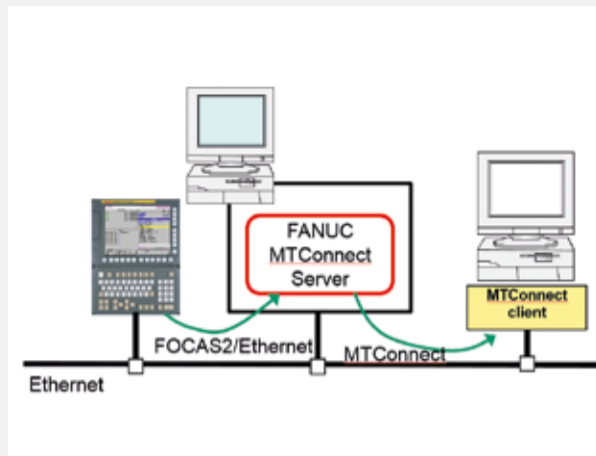 FANUC
MTConnect
Server
MTConnect
client
FOCAS2/Ethernet
MTConnect
Ethernet